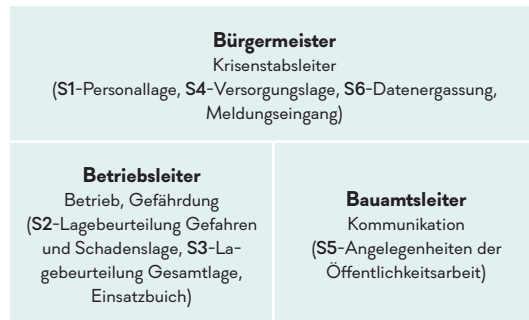 Bürgermeister
Krisenstabsleiter
(S1-Personallage, S4-Versorgungslage, S6-Datenergassung,
Meldungseingang)
Betriebsleiter
Betrieb, Gefährdung
(S2-Lagebeurteilung Gefahren
und Schadenslage, S3-La-
gebeurteilung Gesamtlage,
Einsatzbuich)
Bauamtsleiter
Kommunikation
(S5-Angelegenheiten der
Öffentlichkeitsarbeit)